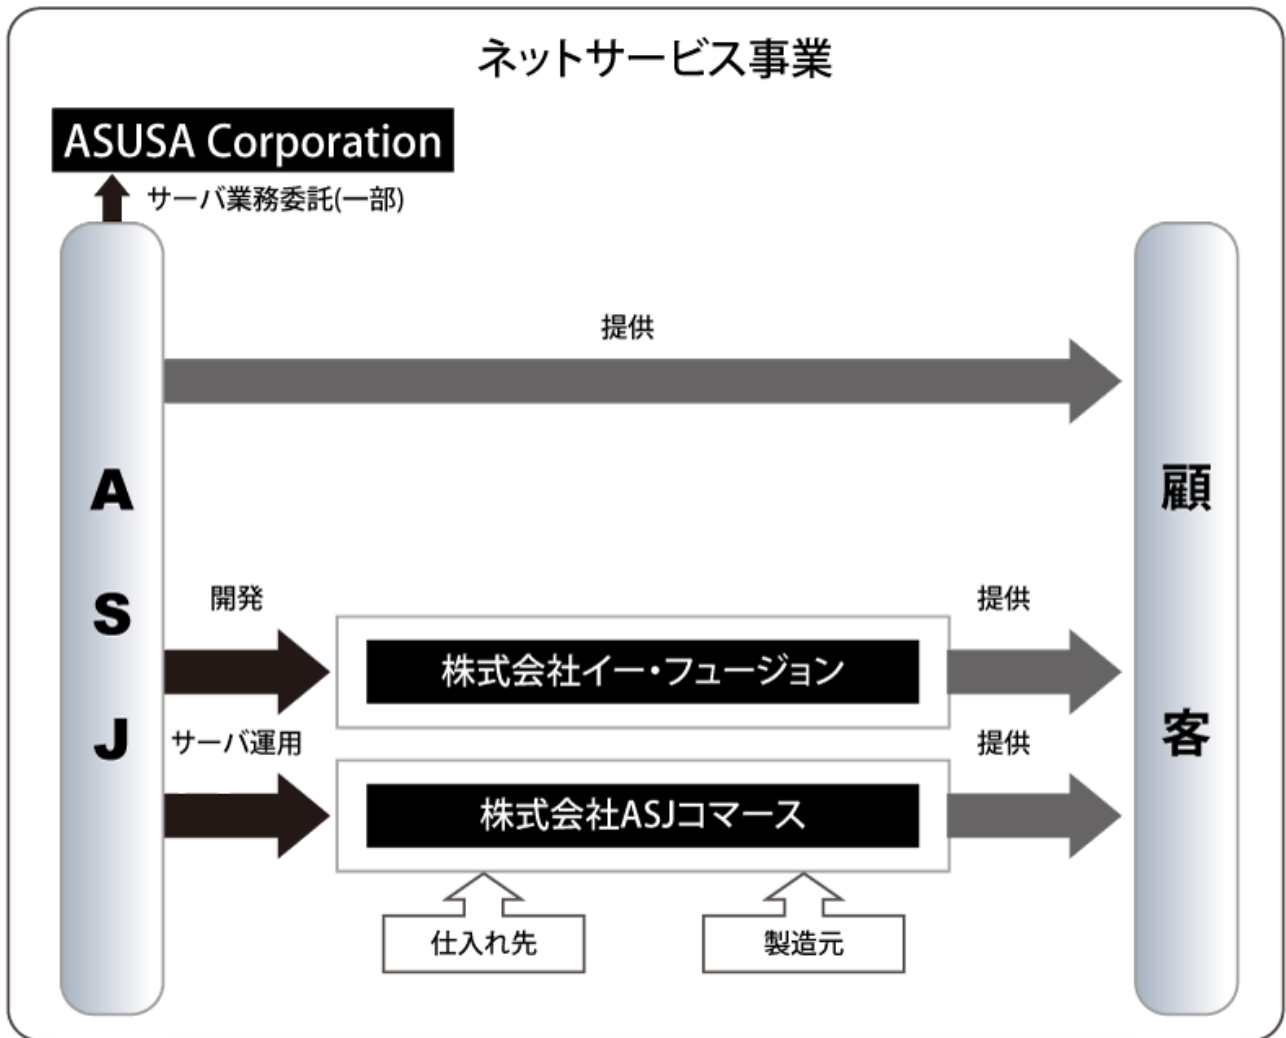 ネットサービス事業
ASUSA Corporation
サーバ業務委託(一部)
提供
A
S
J
顧
客
開発
提供
株式会社イー・フュージョン
サーバ運用
提供
株式会社ASJコマース
仕入れ先
製造元